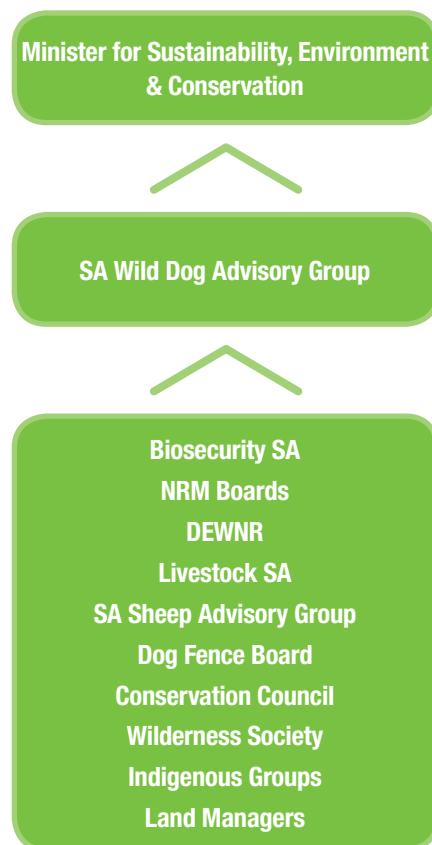 Minister for Sustainability, Environment
& Conservation
SA Wild Dog Advisory Group
Biosecurity SA
NRM Boards
DEWNR
Livestock SA
SA Sheep Advisory Group
Dog Fence Board
Conservation Council
Wilderness Society
Indigenous Groups
Land Managers